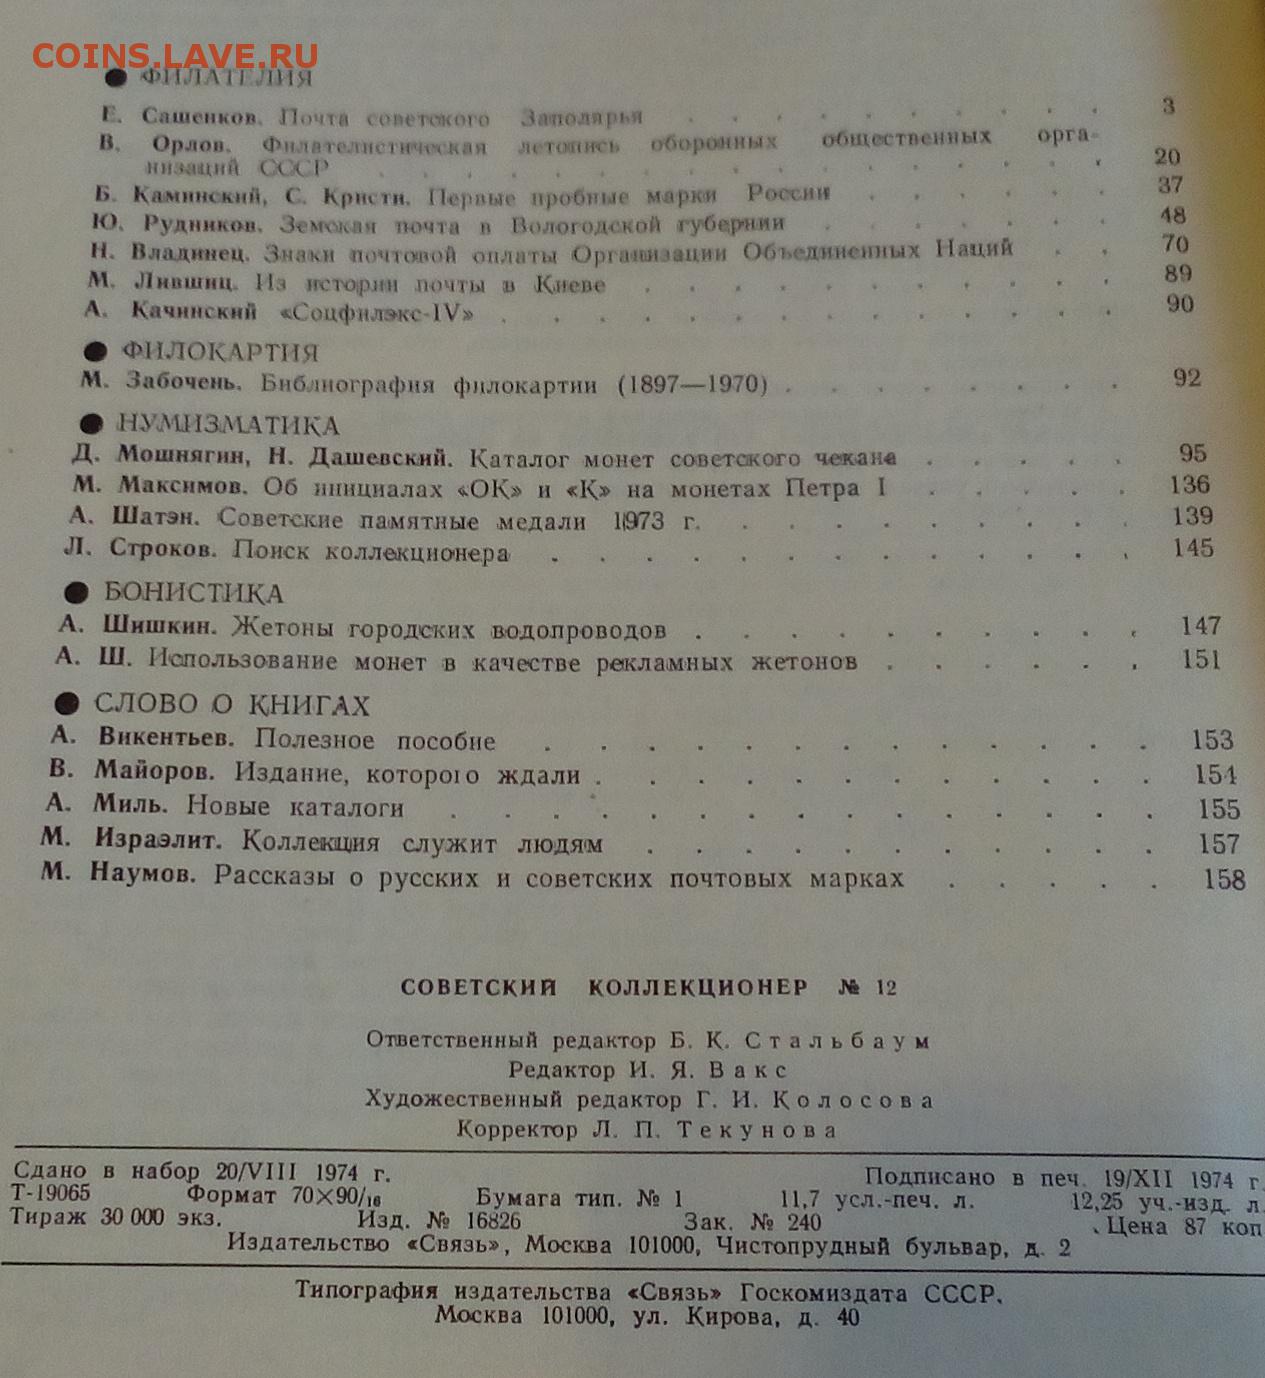 COINS.LAVE.RU
● ФИЛАТЕЛИЯ
Е. Сашенков. Почта советского Заполярья . . . . . . . . 3
В. Орлов. Филателистическая летопись оборонных общественных орга-
низаций СССР . . . . . . . . . . . 20
Б. Каминский, С. Кристи. Первые пробные марки России . . . . . 37
Ю. Рудников. Земская почта в Вологодской губернии . . . . . . 48
Н. Владинец. Знаки почтовой оплаты Организации Объединенных Наций . . 70
М. Лившиц. Из истории почты в Киеве . . . . . . . . . . 89
А. Качинский «Соцфилэкс-IV» . . . . . . . . . . . . . 90
● ФИЛОКАРТИЯ
М. Забочень. Библиография филокартии (1897—1970) . . . . . . . . 92
● НУМИЗМАТИКА
Д. Мошнягин, Н. Дашевский. Каталог монет советского чекана . . . . . 95
М. Максимов. Об инициалах «ОК» и «К» на монетах Петра I . . . . . 136
А. Шатэн. Советские памятные медали 1973 г. . . . . . . . . . 139
Л. Строков. Поиск коллекционера . . . . . . . . . . . . . 145
● БОНИСТИКА
А. Шишкин. Жетоны городских водопроводов . . . . . . . . . . 147
А. Ш. Использование монет в качестве рекламных жетонов . . . . . . 151
● СЛОВО О КНИГАХ
А. Викентьев. Полезное пособие . . . . . . . . . . . . . 153
В. Майоров. Издание, которого ждали . . . . . . . . . . . . 154
А. Миль. Новые каталоги . . . . . . . . . . . . . . . 155
М. Израэлит. Коллекция служит людям . . . . . . . . . . . 157
М. Наумов. Рассказы о русских и советских почтовых марках . . . . . 158
СОВЕТСКИЙ КОЛЛЕКЦИОНЕР № 12
Ответственный редактор Б. К. Стальбаум
Редактор И. Я. Вакс
Художественный редактор Г. И. Колосова
Корректор Л. П. Текунова
Сдано в набор 20/VIII 1974 г. Подписано в печ. 19/XII 1974 г.
Т-19065 Формат 70×90/16 Бумага тип. № 1 11,7 усл.-печ. л. 12,25 уч.-изд. л.
Тираж 30 000 экз. Изд. № 16826 Зак. № 240 Цена 87 коп
Издательство «Связь», Москва 101000, Чистопрудный бульвар, д. 2
Типография издательства «Связь» Госкомиздата СССР,
Москва 101000, ул. Кирова, д. 40